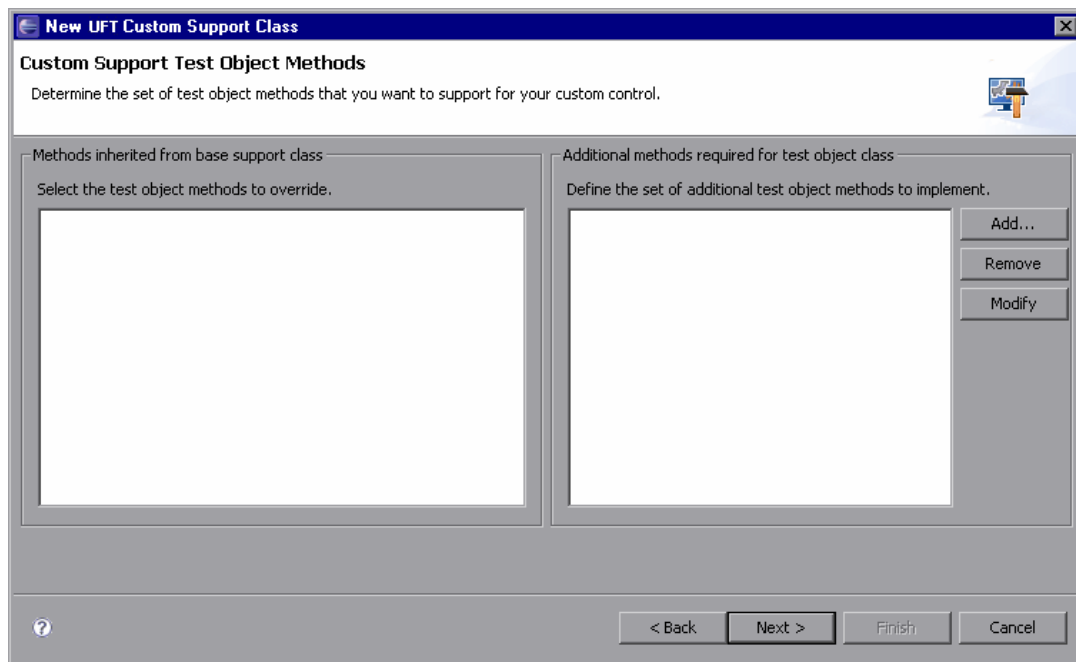 New UFT Custom Support Class
Custom Support Test Object Methods
Determine the set of test object methods that you want to support for your custom control.
Methods inherited from base support class
Select the test object methods to override.
Additional methods required for test object class
Define the set of additional test object methods to implement.
Add...
Remove
Modify
?
< Back
Next >
Finish
Cancel